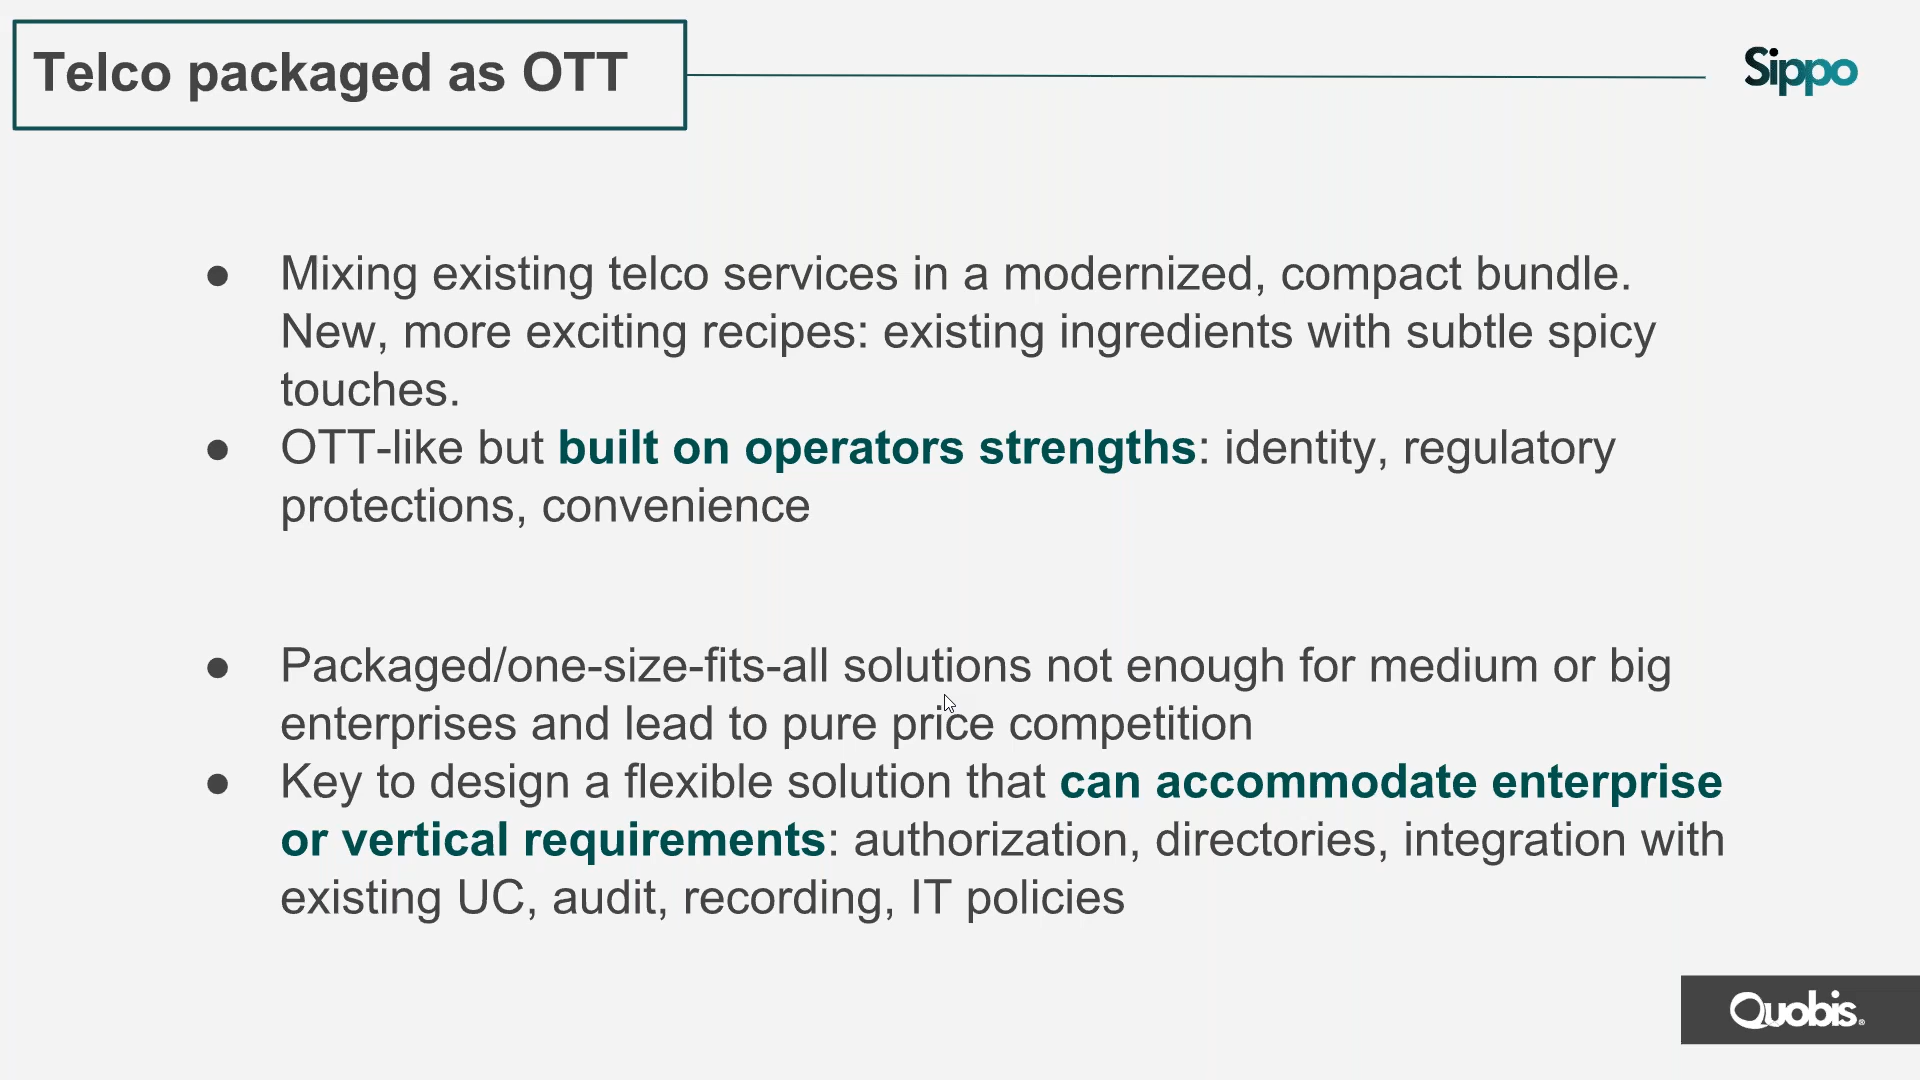 Telco packaged as OTT
Sippo
● Mixing existing telco services in a modernized, compact bundle.
New, more exciting recipes: existing ingredients with subtle spicy
touches.
● OTT-like but built on operators strengths: identity, regulatory
protections, convenience
● Packaged/one-size-fits-all solutions not enough for medium or big
enterprises and lead to pure price competition
● Key to design a flexible solution that can accommodate enterprise
or vertical requirements: authorization, directories, integration with
existing UC, audit, recording, IT policies
Quobis®